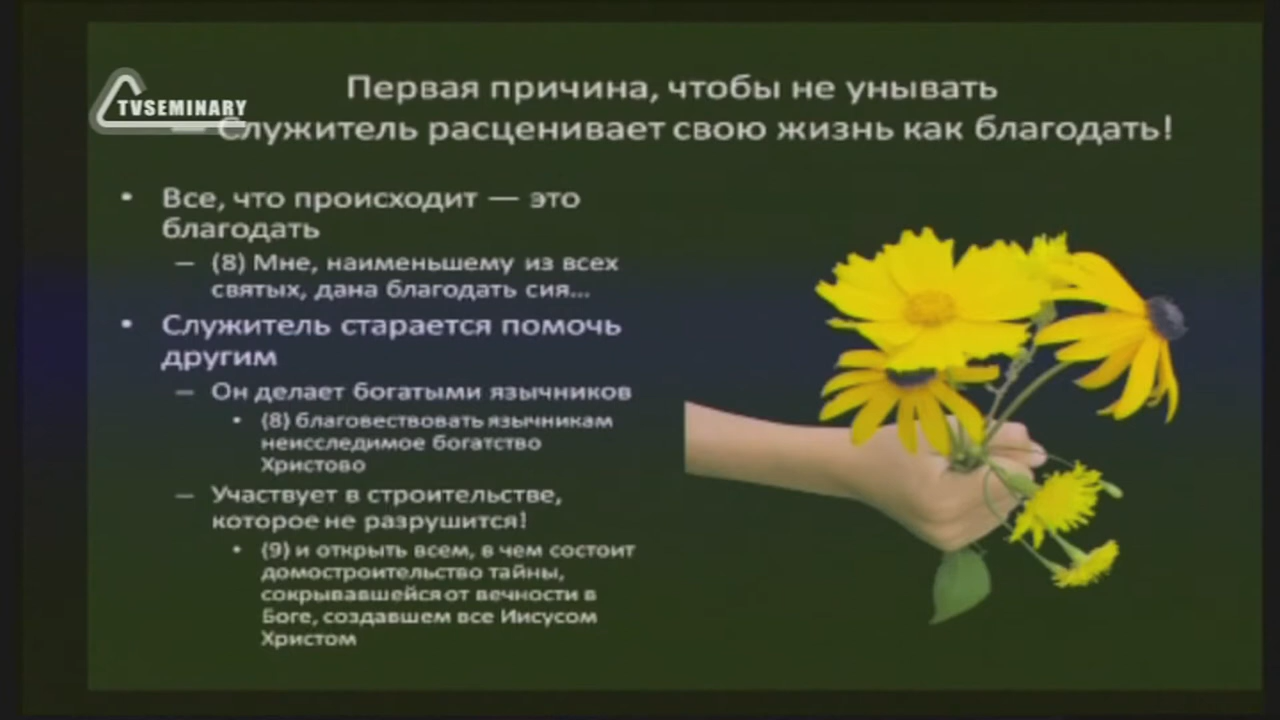 Первая причина, чтобы не унывать
TVSEMINARY
— Служитель расценивает свою жизнь как благодать!
• Все, что происходит — это
благодать
— (8) Мне, наименьшему из всех
святых, дана благодать сия...
• Служитель старается помочь
другим
— Он делает богатыми язычников
• (8) благовествовать язычникам
неисследимое богатство
Христово
— Участвует в строительстве,
которое не разрушится!
• (9) и открыть всем, в чем состоит
домостроительство тайны,
сокрывавшейся от вечности в
Боге, создавшем все Иисусом
Христом